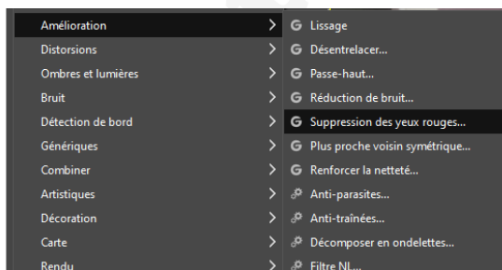 Amélioration
Distorsions
Ombres et lumières
Bruit
Détection de bord
Génériques
Combiner
Artistiques
Décoration
Carte
Rendu
Lissage
Désentrelacer...
Passe-haut...
Réduction de bruit...
Suppression des yeux rouges...
Plus proche voisin symétrique...
Renforcer la netteté...
Anti-parasites...
Anti-traînées...
Décomposer en ondelettes...
Filtre NL...